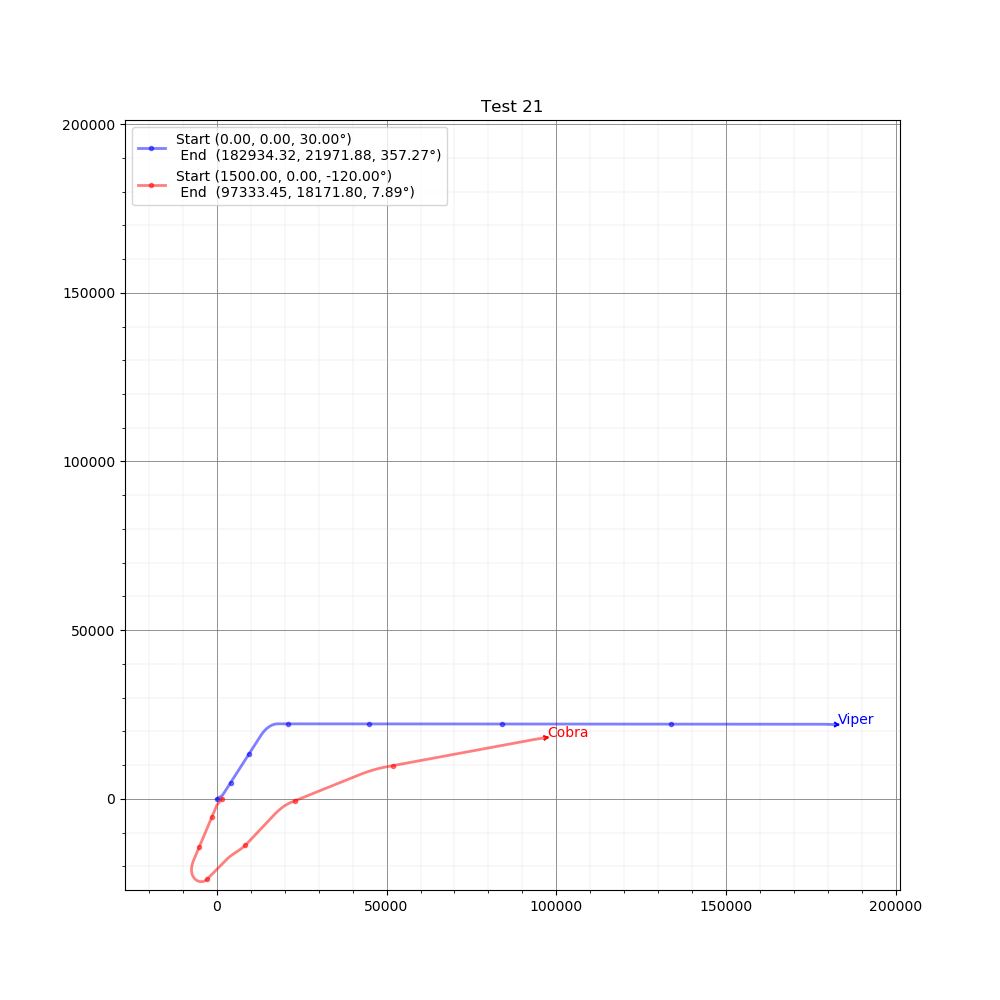 Test 21
Start (0.00, 0.00, 30.00°)
End (182934.32, 21971.88, 357.27°)
Start (1500.00, 0.00, -120.00°)
End (97333.45, 18171.80, 7.89°)
200000
150000
100000
50000
0
Viper
Cobra
0 50000 100000 150000 200000